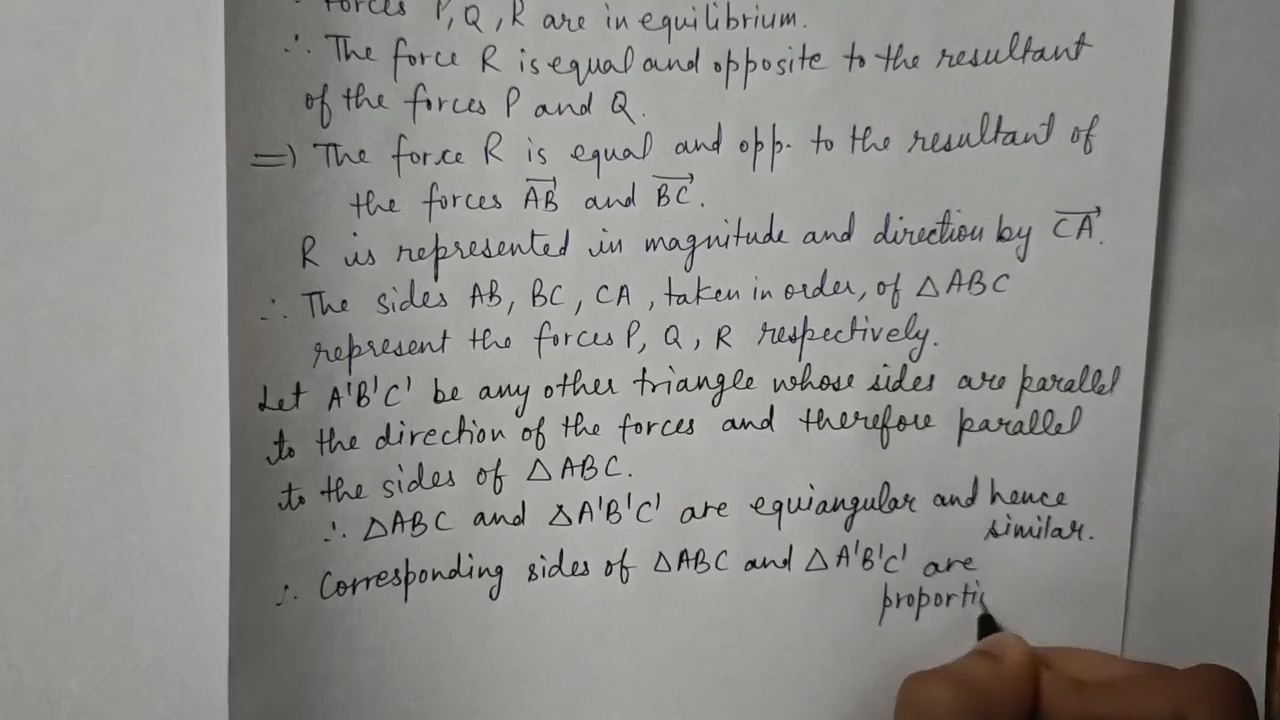 ∵ Forces P, Q, R are in equilibrium.
∴ The force R is equal and opposite to the resultant
of the forces P and Q.
⇒ The force R is equal and opp. to the resultant of
the forces $\overrightarrow{AB}$ and $\overrightarrow{BC}$.
R is represented in magnitude and direction by $\overrightarrow{CA}$.
∴ The sides AB, BC, CA, taken in order, of △ABC
represent the forces P, Q, R respectively.
Let A'B'C' be any other triangle whose sides are parallel
to the direction of the forces and therefore parallel
to the sides of △ABC.
∴ △ABC and △A'B'C' are equiangular and hence
similar.
∴ Corresponding sides of △ABC and △A'B'C' are
proporti